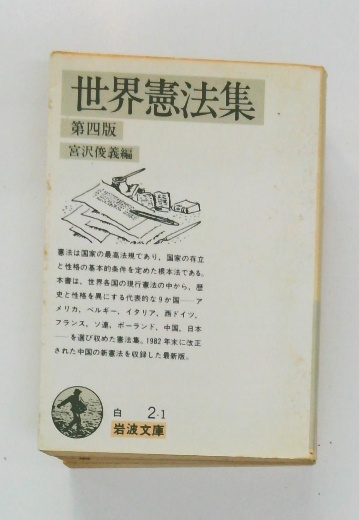 世界憲法集
第四版
宮沢俊義編
憲法は国家の最高法規であり，国家の存立
と性格の基本的条件を定めた根本法である．
本書は，世界各国の現行憲法の中から，歴
史と性格を異にする代表的な9か国――ア
メリカ，ベルギー，イタリア，西ドイツ，
フランス，ソ連，ポーランド，中国，日本
――を選び収めた憲法集．1982年末に改正
された中国の新憲法を収録した最新版．
白 2-1
岩波文庫